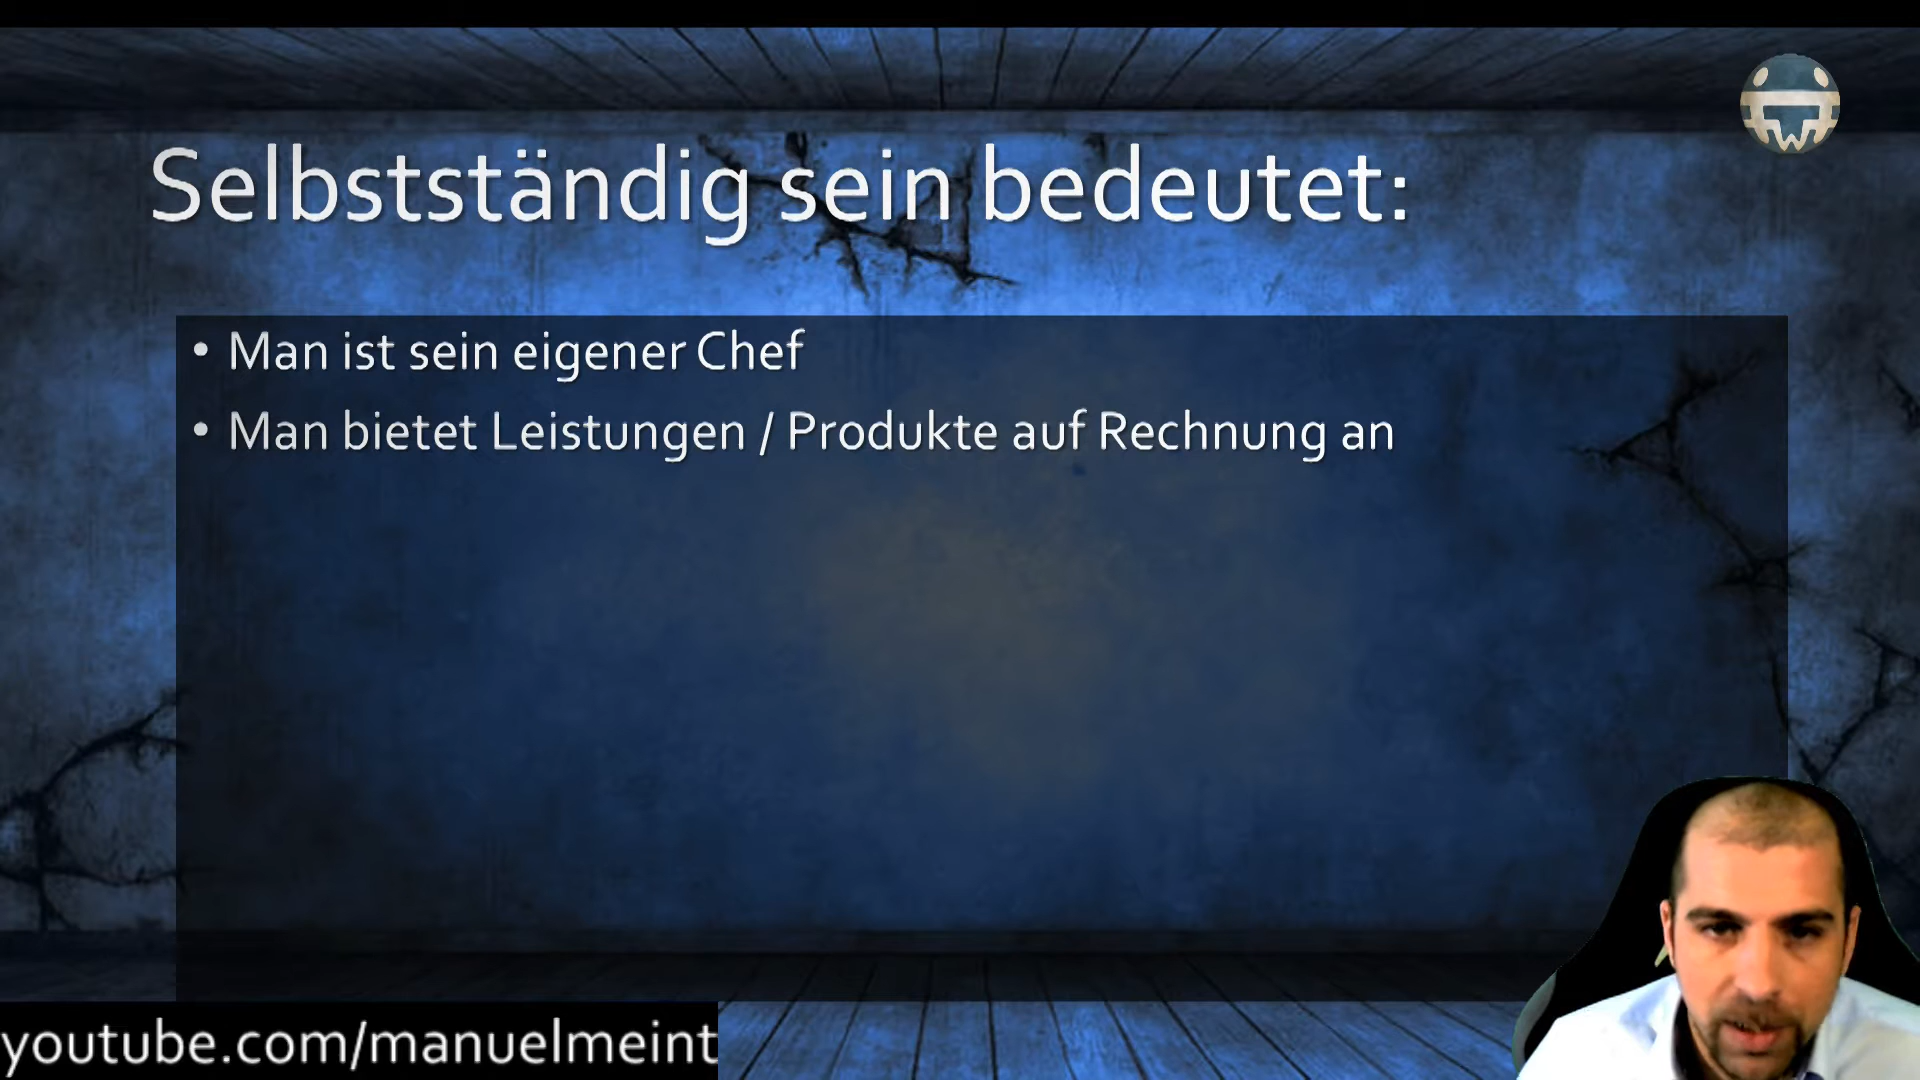 Selbstständig sein bedeutet:
• Man ist sein eigener Chef
• Man bietet Leistungen / Produkte auf Rechnung an
youtube.com/manuelmeint